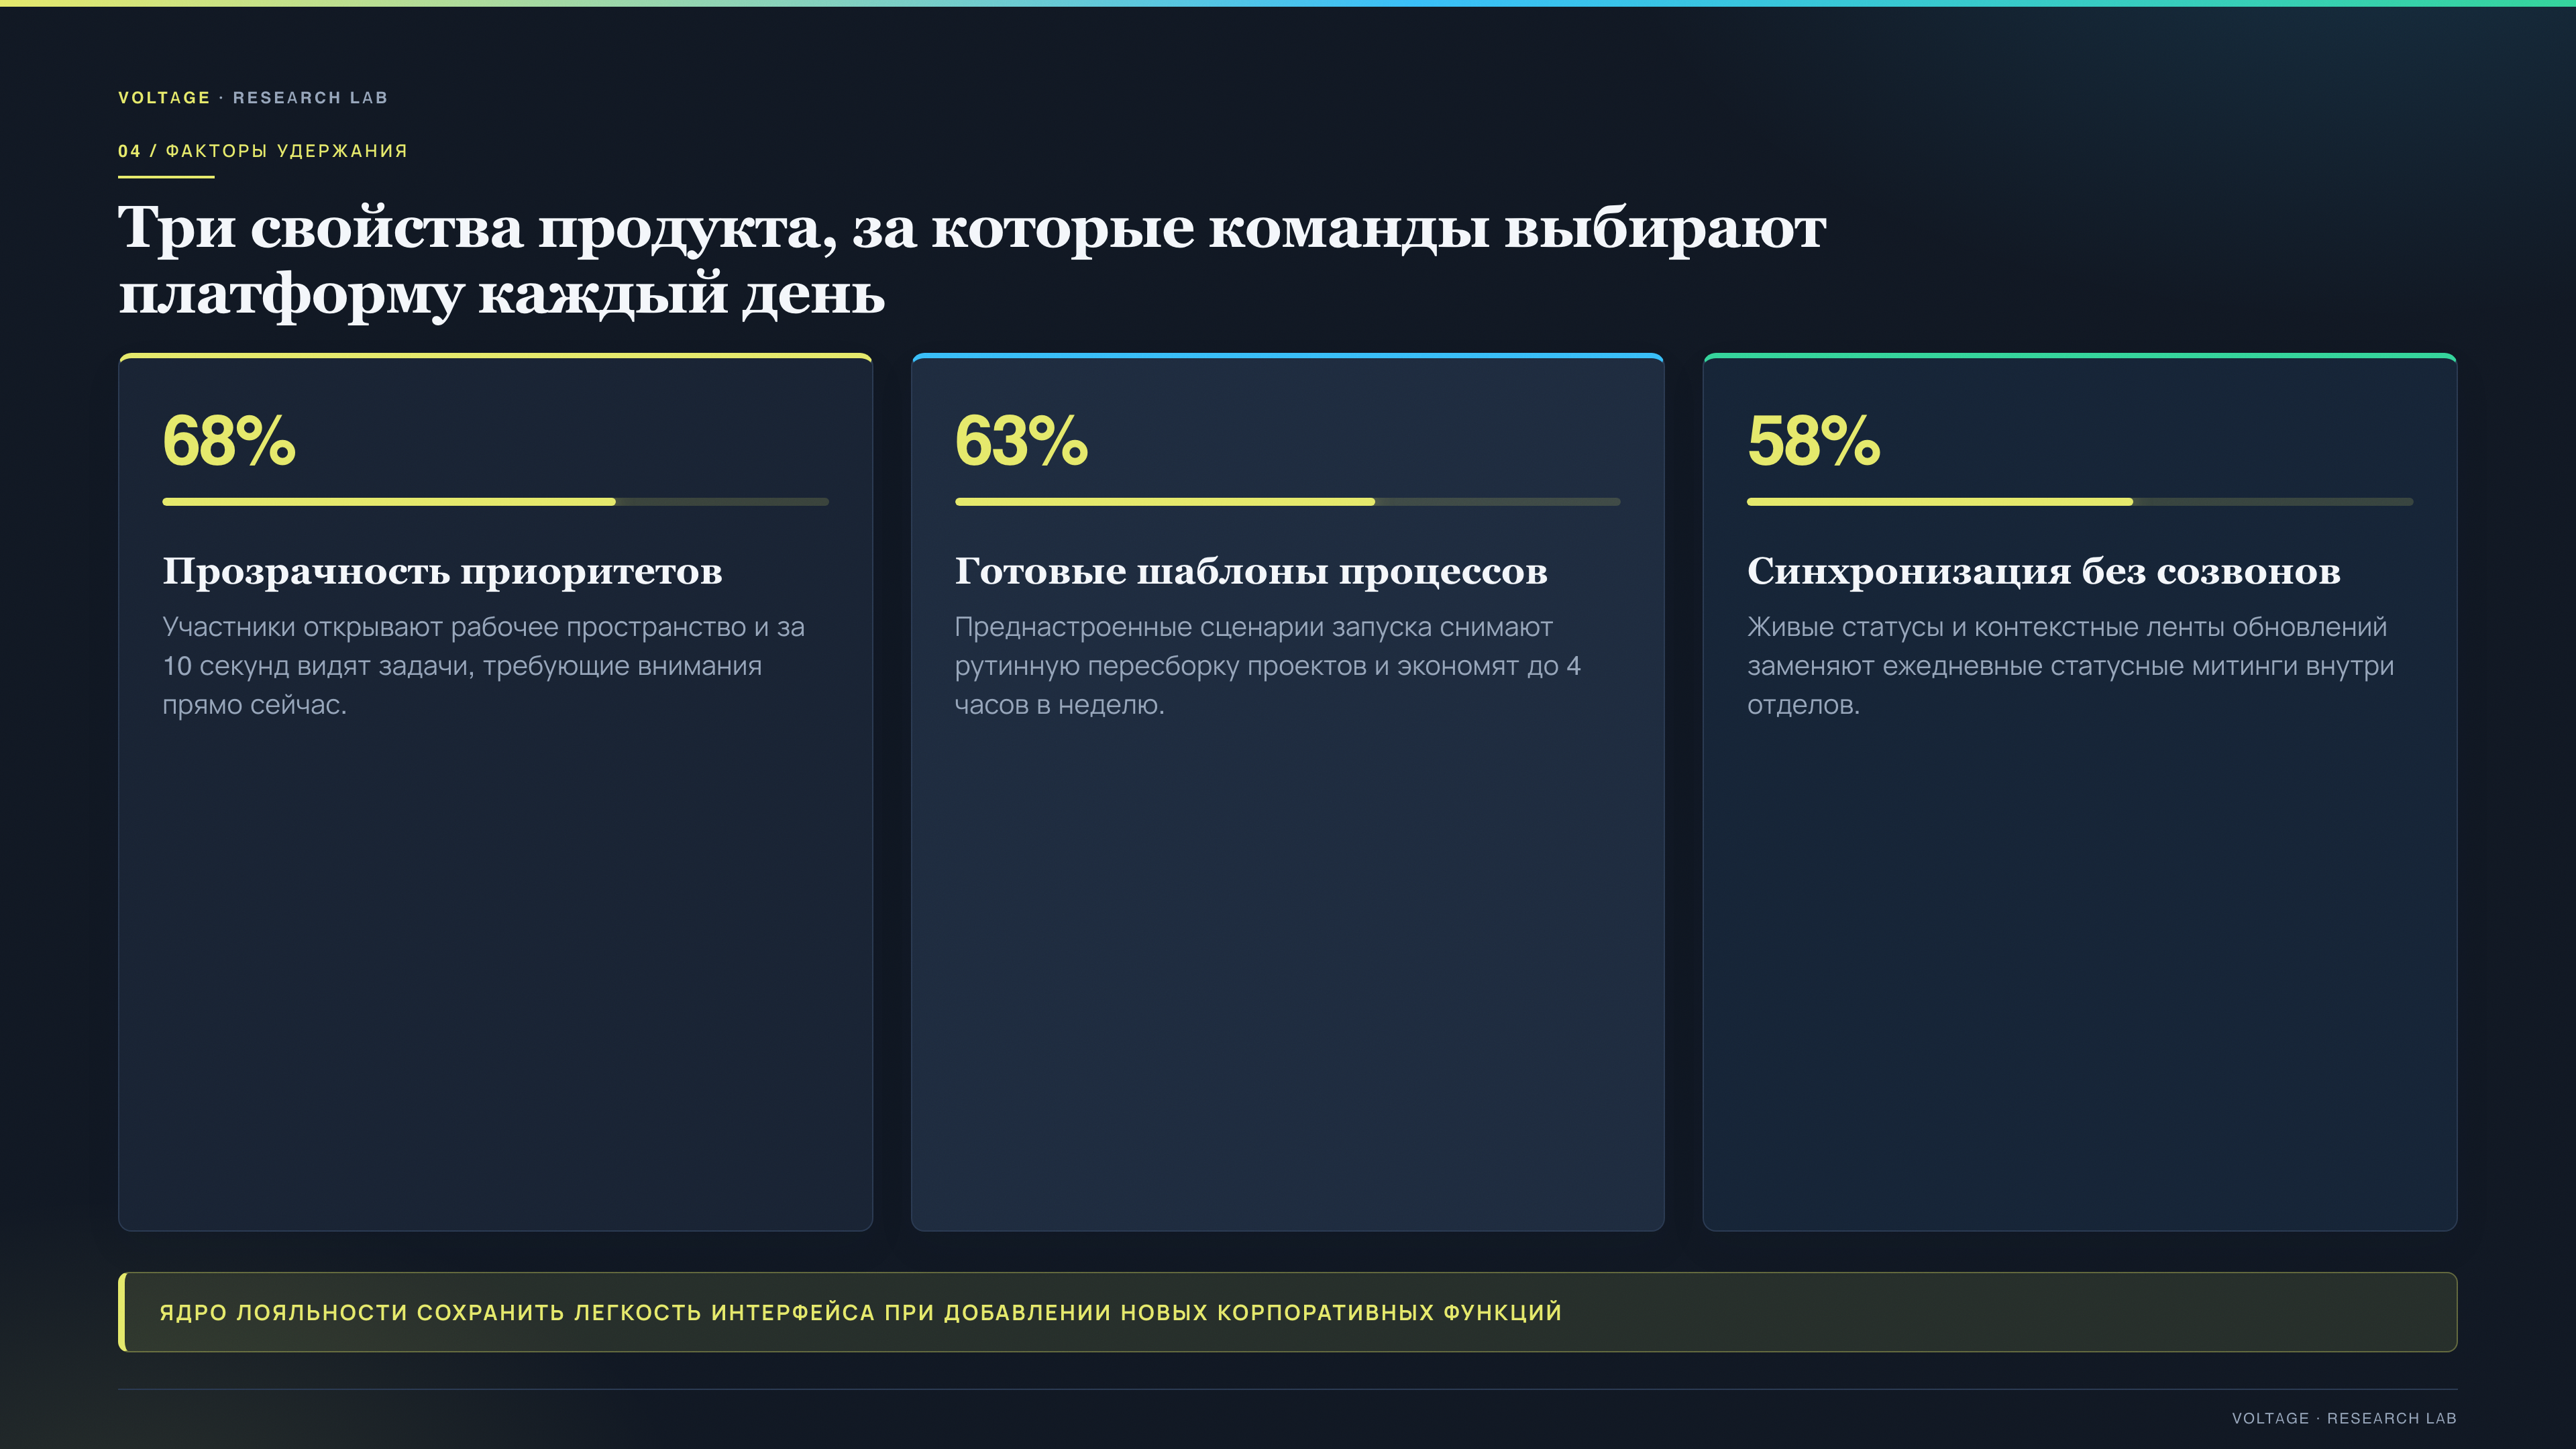 VOLTAGE · RESEARCH LAB
04 / ФАКТОРЫ УДЕРЖАНИЯ
Три свойства продукта, за которые команды выбирают
платформу каждый день
68%
Прозрачность приоритетов
Участники открывают рабочее пространство и за
10 секунд видят задачи, требующие внимания
прямо сейчас.
63%
Готовые шаблоны процессов
Преднастроенные сценарии запуска снимают
рутинную пересборку проектов и экономят до 4
часов в неделю.
58%
Синхронизация без созвонов
Живые статусы и контекстные ленты обновлений
заменяют ежедневные статусные митинги внутри
отделов.
ЯДРО ЛОЯЛЬНОСТИ СОХРАНИТЬ ЛЕГКОСТЬ ИНТЕРФЕЙСА ПРИ ДОБАВЛЕНИИ НОВЫХ КОРПОРАТИВНЫХ ФУНКЦИЙ
VOLTAGE · RESEARCH LAB